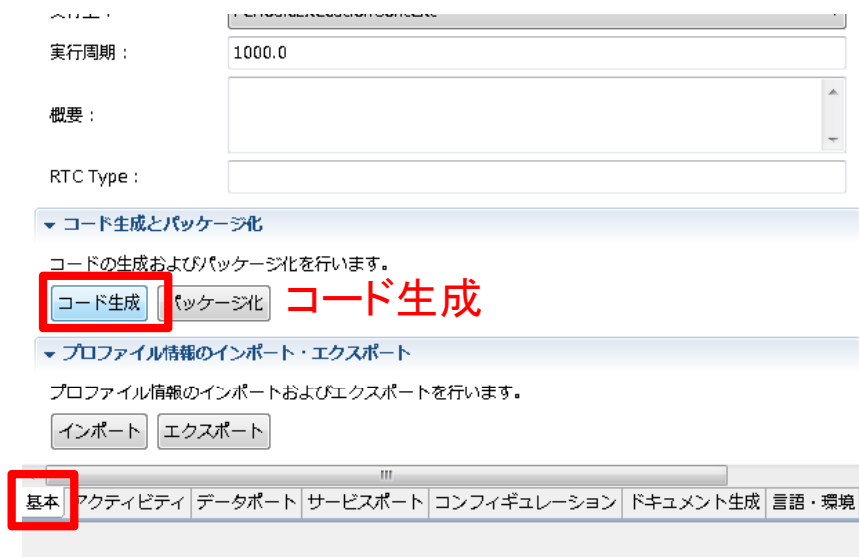 実行周期：
1000.0
概要：
RTC Type：
コード生成とパッケージ化
コードの生成およびパッケージ化を行います。
コード生成 パッケージ化 コード生成
プロファイル情報のインポート・エクスポート
プロファイル情報のインポートおよびエクスポートを行います。
インポート エクスポート
基本 アクティビティ データポート サービスポート コンフィギュレーション ドキュメント生成 言語・環境